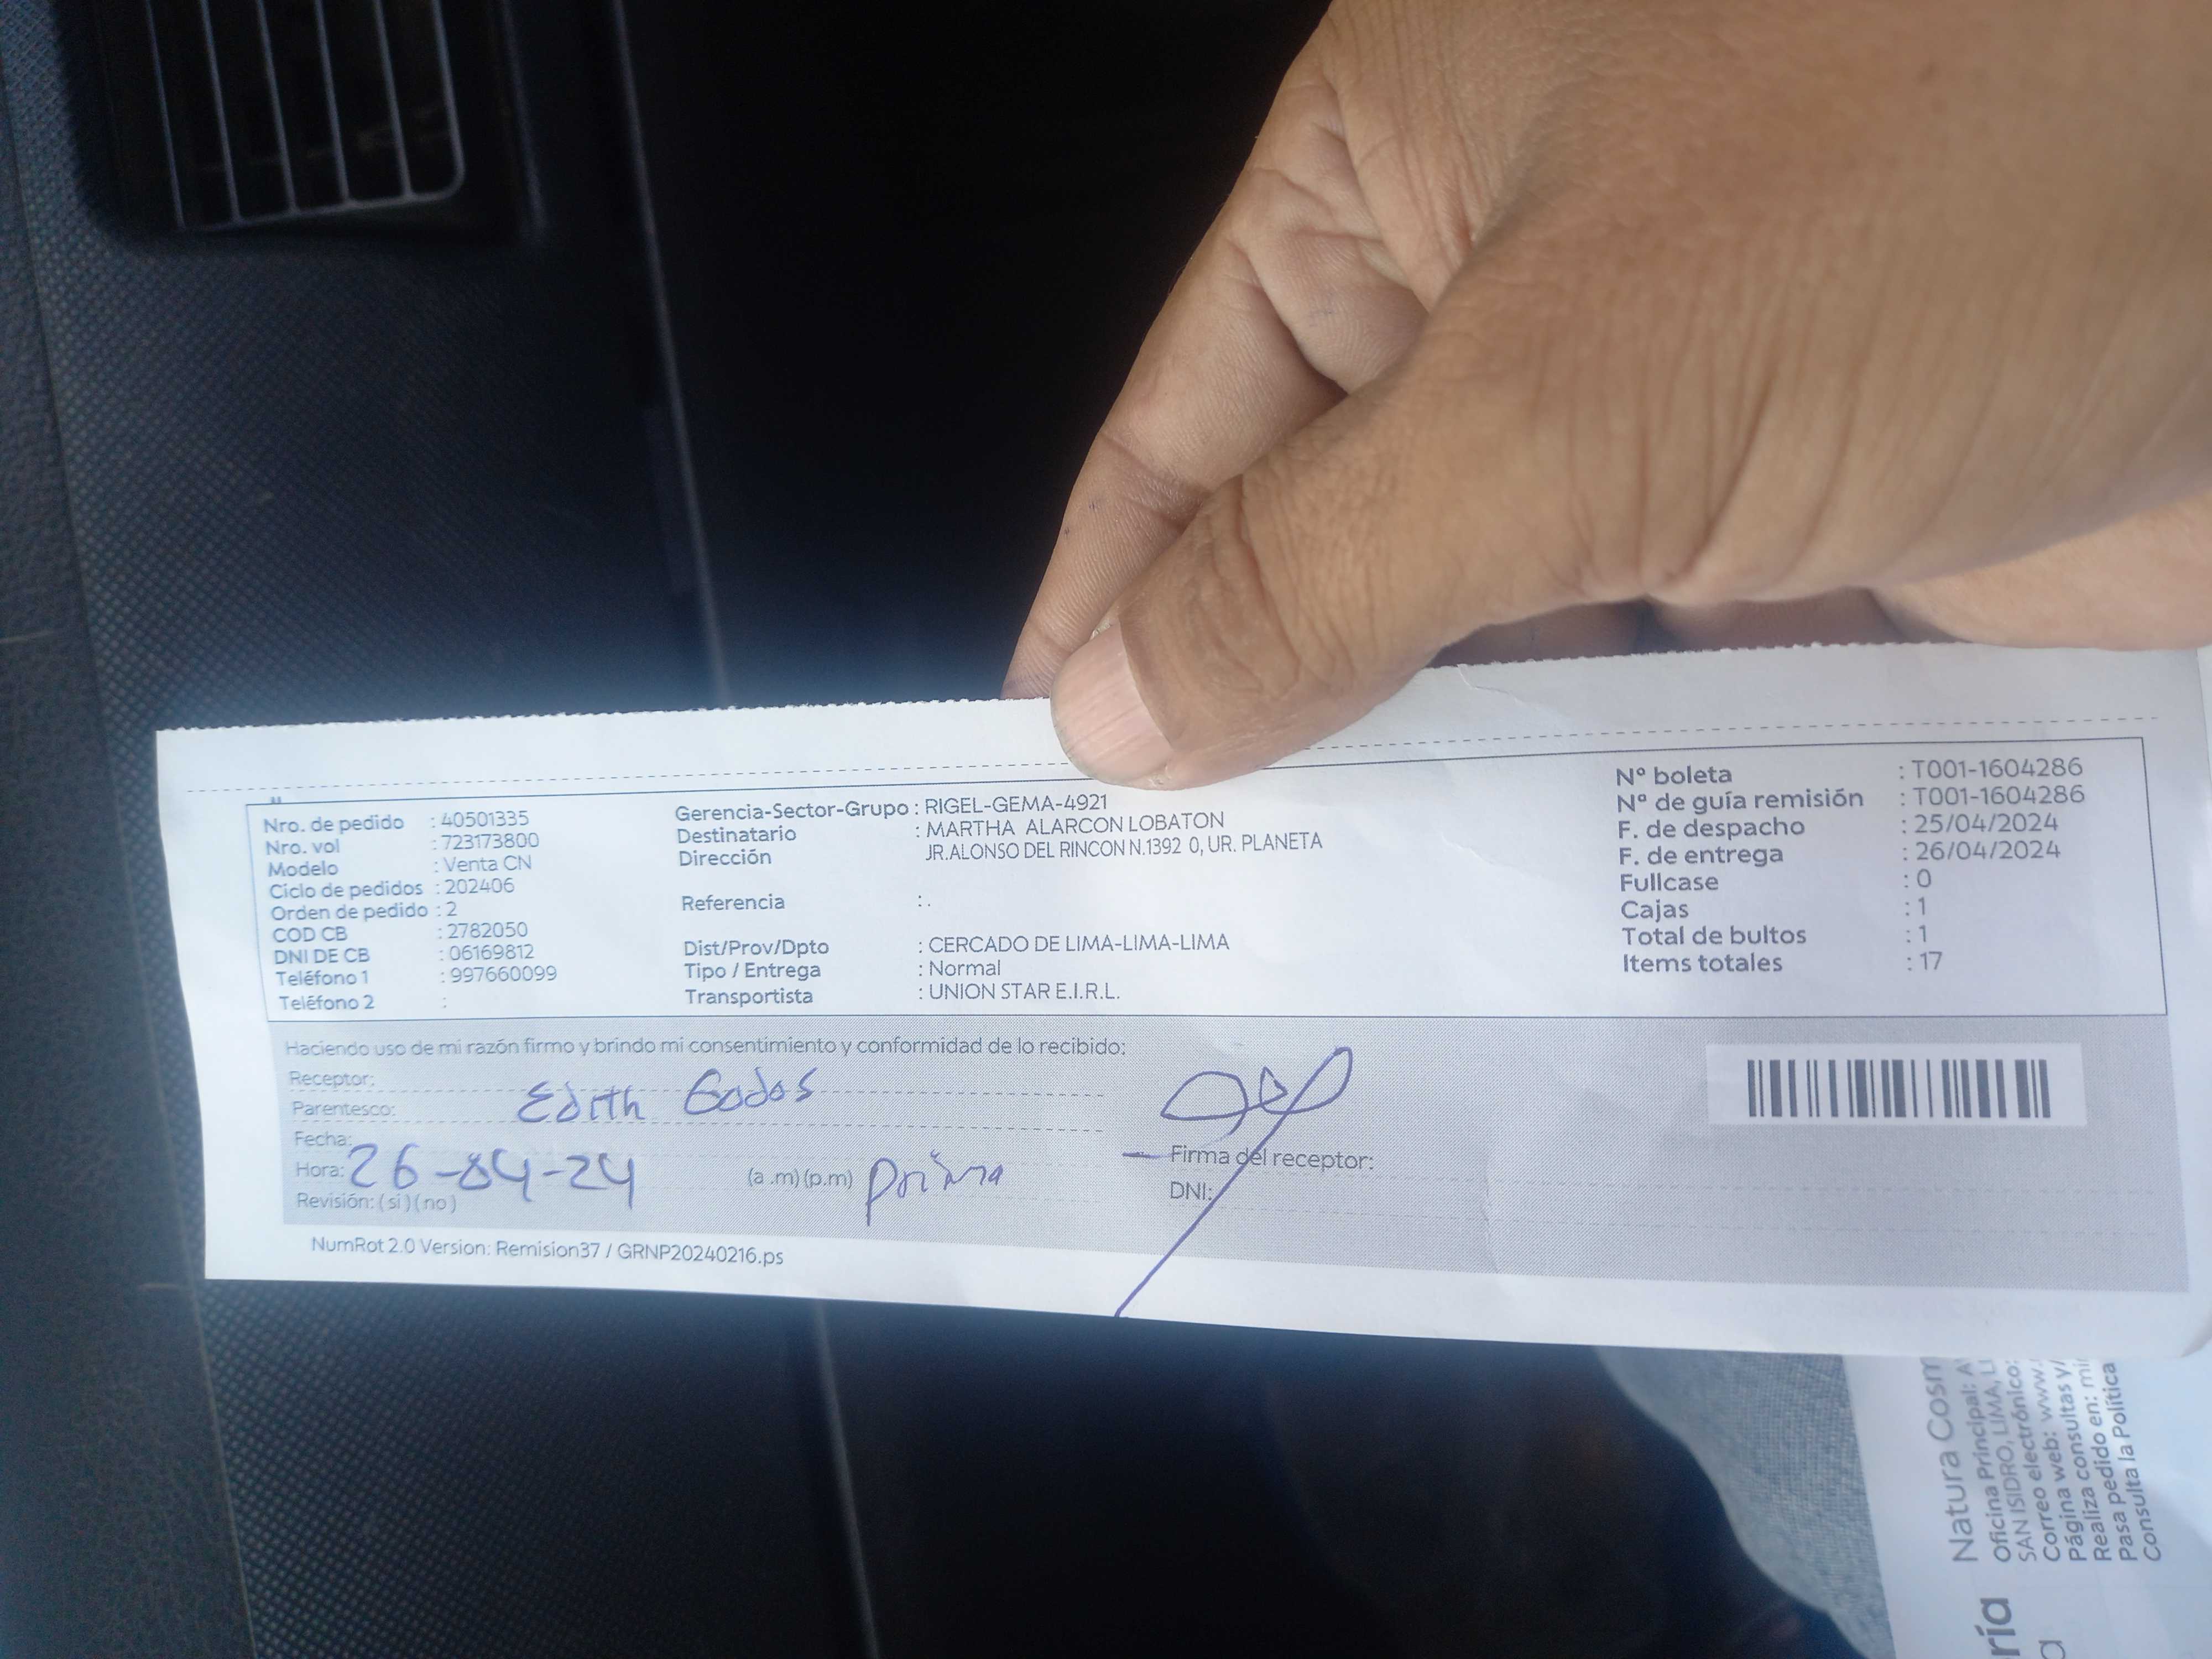 Nro. de pedido : 40501335
Nro. vol : 723173800
Modelo : Venta CN
Ciclo de pedidos : 202406
Orden de pedido : 2
COD CB : 2782050
DNI DE CB : 06169812
Teléfono 1 : 997660099
Teléfono 2 :
Gerencia-Sector-Grupo : RIGEL-GEMA-4921
Destinatario : MARTHA ALARCON LOBATON
Dirección JR.ALONSO DEL RINCON N.1392 0, UR. PLANETA
Referencia : .
Dist/Prov/Dpto : CERCADO DE LIMA-LIMA-LIMA
Tipo / Entrega : Normal
Transportista : UNION STAR E.I.R.L.
Nº boleta : T001-1604286
Nº de guía remisión : T001-1604286
F. de despacho : 25/04/2024
F. de entrega : 26/04/2024
Fullcase : 0
Cajas : 1
Total de bultos : 1
Items totales : 17
Haciendo uso de mi razón firmo y brindo mi consentimiento y conformidad de lo recibido:
Receptor:
Edith Godos
Parentesco:
Fecha:
Hora: 26-04-24 (a .m) (p.m) prima
Revisión: ( si ) ( no )
Firma del receptor:
DNI:
NumRot 2.0 Version: Remision37 / GRNP20240216.ps
Natura Cosm
Oficina Principal: A
SAN ISIDRO, LIMA, LI
Correo electrónico:
Página web: www.
Realiza consultas y/
Pasa pedido en: mi
Consulta la Política
ría